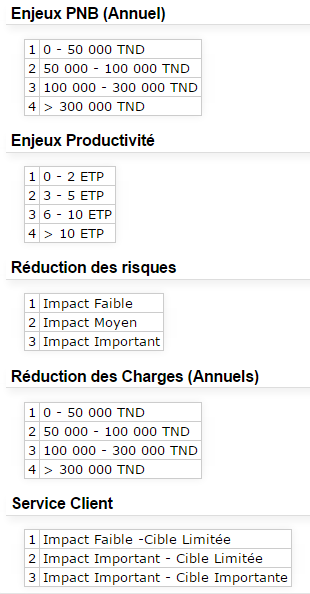 Enjeux PNB (Annuel)
1 0 - 50 000 TND
2 50 000 - 100 000 TND
3 100 000 - 300 000 TND
4 > 300 000 TND
Enjeux Productivité
1 0 - 2 ETP
2 3 - 5 ETP
3 6 - 10 ETP
4 > 10 ETP
Réduction des risques
1 Impact Faible
2 Impact Moyen
3 Impact Important
Réduction des Charges (Annuels)
1 0 - 50 000 TND
2 50 000 - 100 000 TND
3 100 000 - 300 000 TND
4 > 300 000 TND
Service Client
1 Impact Faible -Cible Limitée
2 Impact Important - Cible Limitée
3 Impact Important - Cible Importante